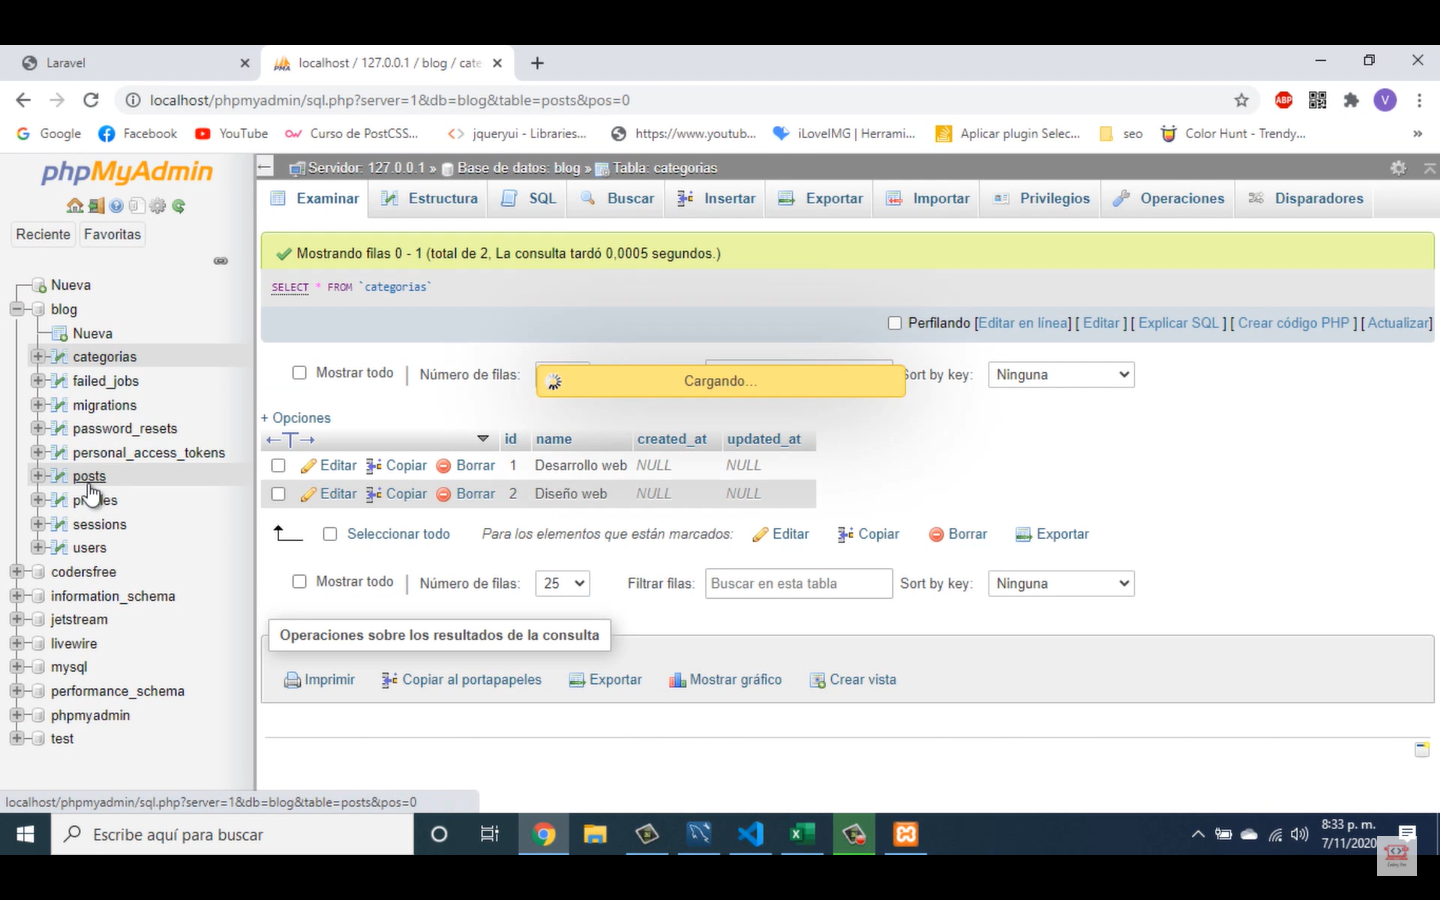 Laravel
localhost / 127.0.0.1 / blog / cate
localhost/phpmyadmin/sql.php?server=1&db=blog&table=posts&pos=0
ABP
V
Google
Facebook
YouTube
Curso de PostCSS...
jqueryui - Libraries...
https://www.youtub...
iLoveIMG | Herrami...
Aplicar plugin Selec...
seo
Color Hunt - Trendy...
»
phpMyAdmin
Reciente
Favoritas
Nueva
blog
Nueva
categorias
failed_jobs
migrations
password_resets
personal_access_tokens
posts
sessions
users
codersfree
information_schema
jetstream
livewire
mysql
performance_schema
phpmyadmin
test
Servidor: 127.0.0.1 » Base de datos: blog » Tabla: categorias
Examinar
Estructura
SQL
Buscar
Insertar
Exportar
Importar
Privilegios
Operaciones
Disparadores
Mostrando filas 0 - 1 (total de 2, La consulta tardó 0,0005 segundos.)
SELECT * FROM `categorias`
Perfilando [Editar en línea] [ Editar ] [ Explicar SQL ] [ Crear código PHP ] [ Actualizar]
Mostrar todo | Número de filas:
Cargando...
Sort by key: Ninguna
+ Opciones
id name created_at updated_at
Editar Copiar Borrar 1 Desarrollo web NULL NULL
Editar Copiar Borrar 2 Diseño web NULL NULL
Seleccionar todo Para los elementos que están marcados: Editar Copiar Borrar Exportar
Mostrar todo | Número de filas: 25 Filtrar filas: Buscar en esta tabla Sort by key: Ninguna
Operaciones sobre los resultados de la consulta
Imprimir Copiar al portapapeles Exportar Mostrar gráfico Crear vista
localhost/phpmyadmin/sql.php?server=1&db=blog&table=posts&pos=0
Escribe aquí para buscar
8:33 p. m.
7/11/2020